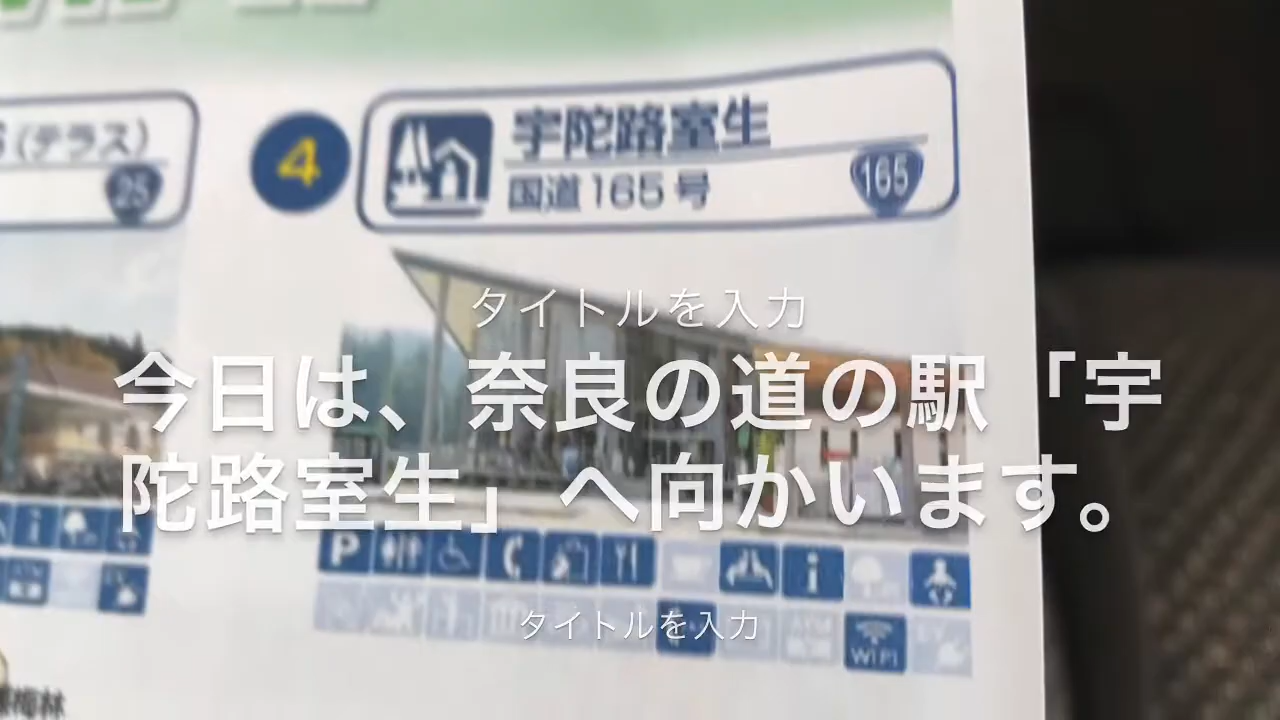 (テラス)
25
4
宇陀路室生
国道165号
165
タイトルを入力
今日は、奈良の道の駅「宇
陀路室生」へ向かいます。
P
i
タイトルを入力
WiFi
梅林